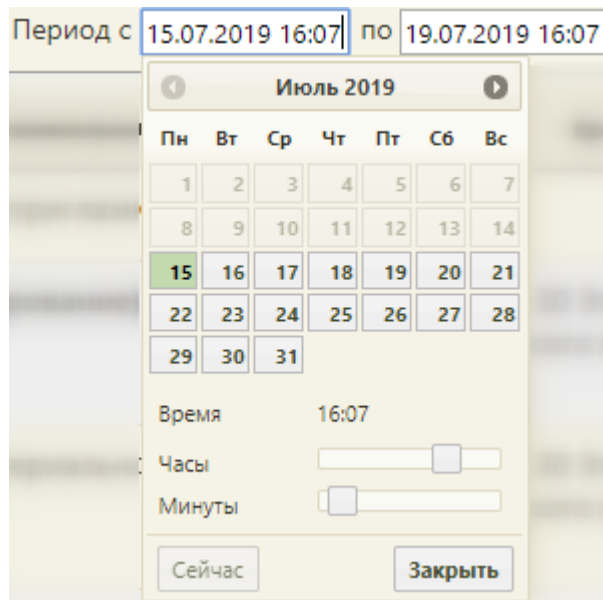 Период с 15.07.2019 16:07 по 19.07.2019 16:07
Июль 2019
Пн Вт Ср Чт Пт Сб Вс
1 2 3 4 5 6 7
8 9 10 11 12 13 14
15 16 17 18 19 20 21
22 23 24 25 26 27 28
29 30 31
Время 16:07
Часы
Минуты
Сейчас Закрыть